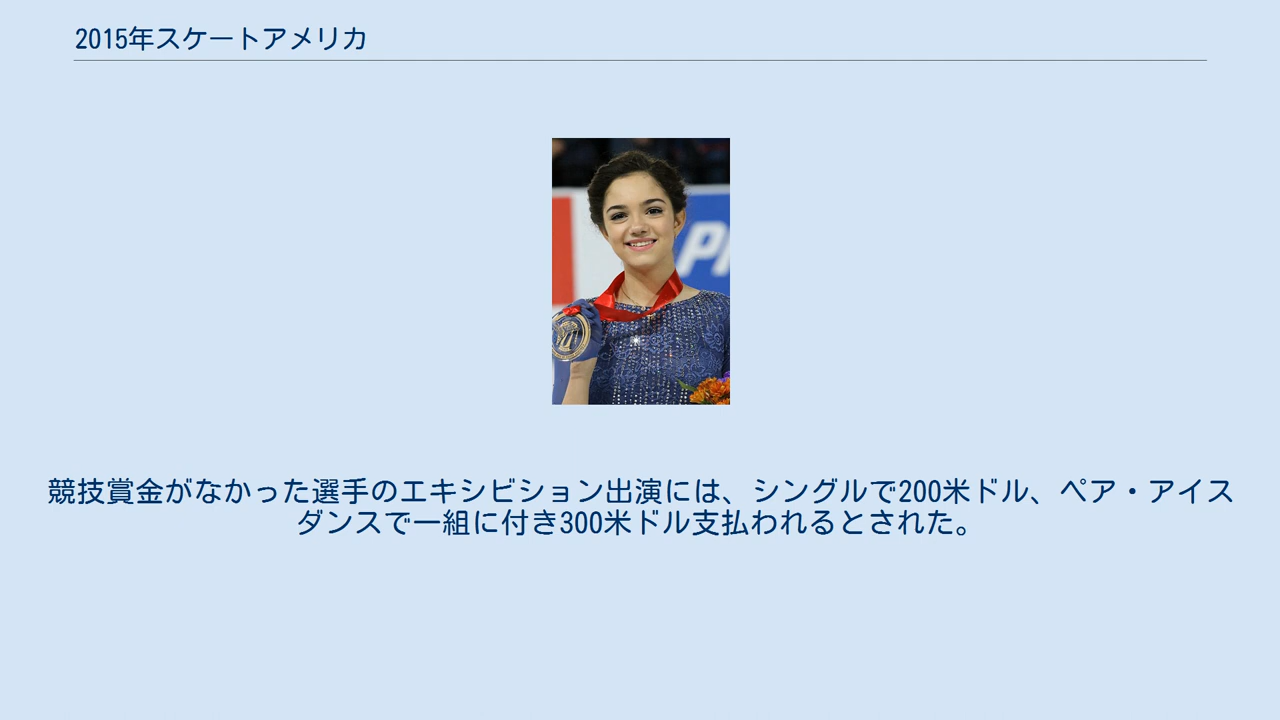 2015年スケートアメリカ
競技賞金がなかった選手のエキシビション出演には、シングルで200米ドル、ペア・アイス
ダンスで一組に付き300米ドル支払われるとされた。